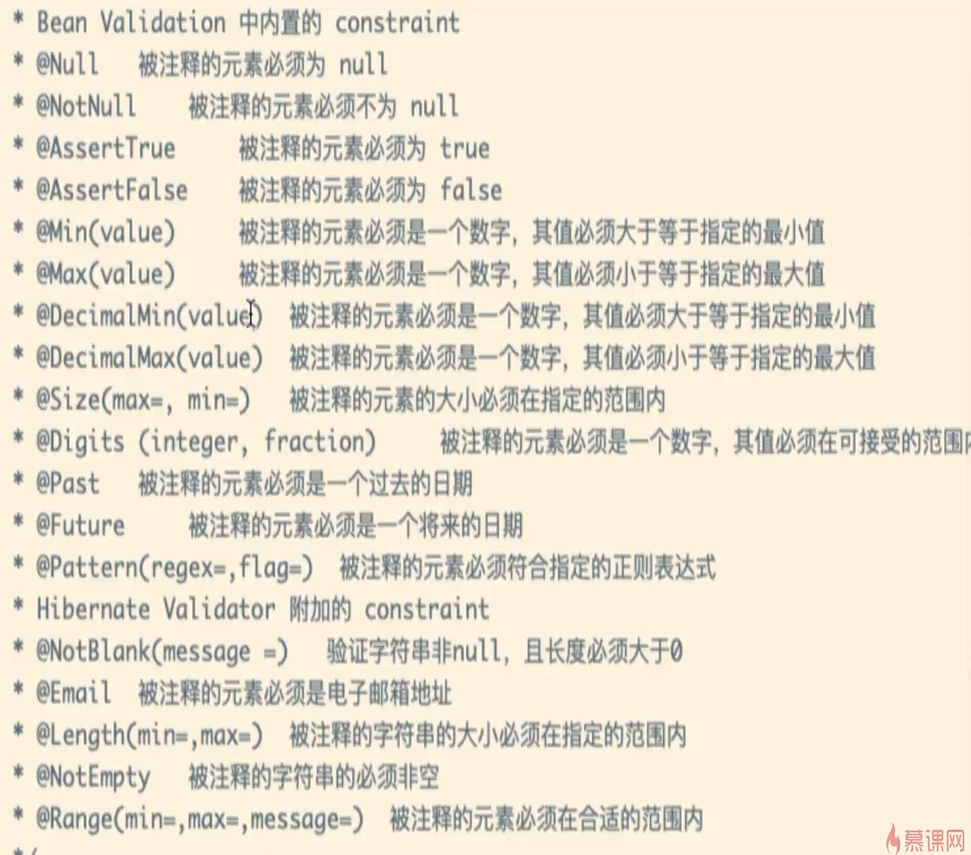 * Bean Validation 中内置的 constraint
* @Null 被注释的元素必须为 null
* @NotNull 被注释的元素必须不为 null
* @AssertTrue 被注释的元素必须为 true
* @AssertFalse 被注释的元素必须为 false
* @Min(value) 被注释的元素必须是一个数字，其值必须大于等于指定的最小值
* @Max(value) 被注释的元素必须是一个数字，其值必须小于等于指定的最大值
* @DecimalMin(value) 被注释的元素必须是一个数字，其值必须大于等于指定的最小值
* @DecimalMax(value) 被注释的元素必须是一个数字，其值必须小于等于指定的最大值
* @Size(max=, min=) 被注释的元素的大小必须在指定的范围内
* @Digits (integer, fraction) 被注释的元素必须是一个数字，其值必须在可接受的范围内
* @Past 被注释的元素必须是一个过去的日期
* @Future 被注释的元素必须是一个将来的日期
* @Pattern(regex=,flag=) 被注释的元素必须符合指定的正则表达式
* Hibernate Validator 附加的 constraint
* @NotBlank(message =) 验证字符串非null，且长度必须大于0
* @Email 被注释的元素必须是电子邮箱地址
* @Length(min=,max=) 被注释的字符串的大小必须在指定的范围内
* @NotEmpty 被注释的字符串的必须非空
* @Range(min=,max=,message=) 被注释的元素必须在合适的范围内
慕课网